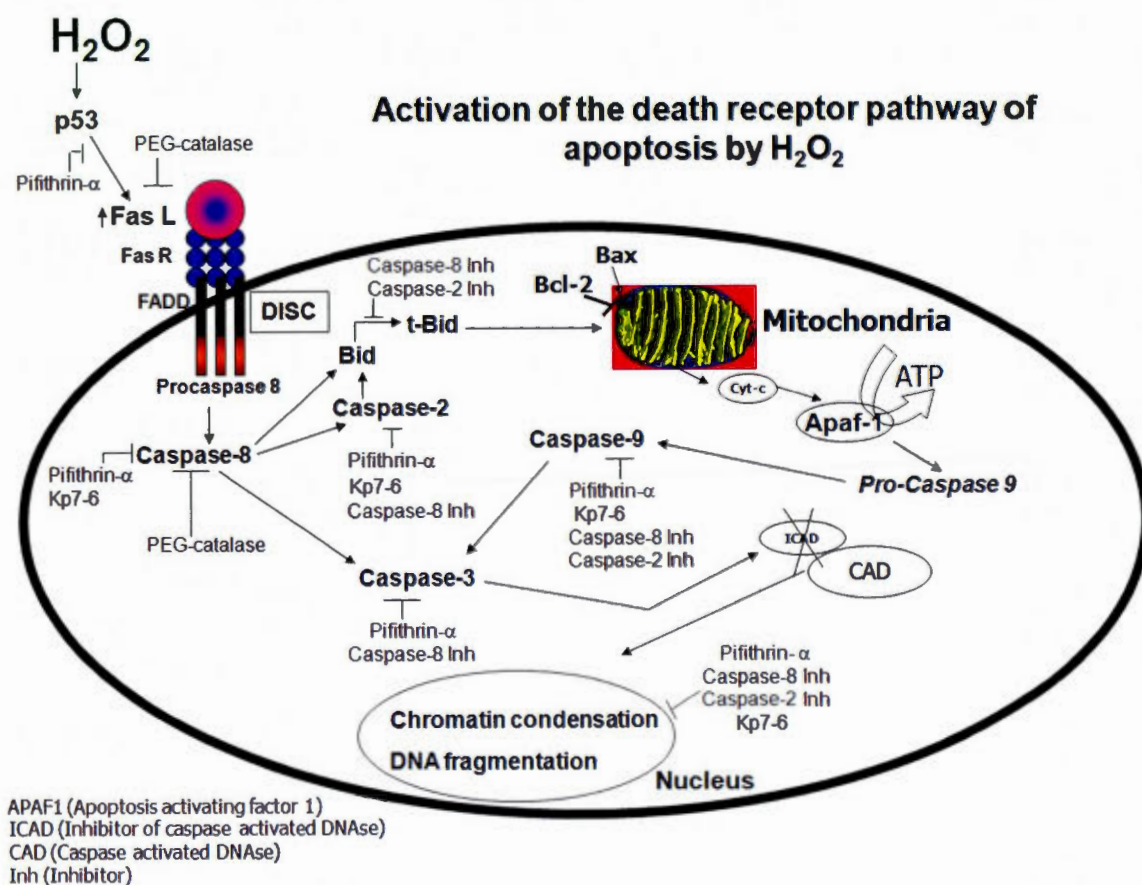 H₂O₂
p53
PEG-catalase
Pifithrin-α
Activation of the death receptor pathway of
apoptosis by H₂O₂
↑Fas L
Fas R
FADD
DISC
Procaspase 8
Caspase-8 Inh
Caspase-2 Inh
Bid
t-Bid
Bax
Bcl-2
Mitochondria
Cyt-c
ATP
Apaf-1
Pro-Caspase 9
Caspase-2
Pifithrin-α
Kp7-6
Caspase-8 Inh
Caspase-8
Pifithrin-α
Kp7-6
PEG-catalase
Caspase-9
Pifithrin-α
Kp7-6
Caspase-8 Inh
Caspase-2 Inh
Caspase-3
Pifithrin-α
Caspase-8 Inh
ICAD
CAD
Pifithrin- α
Caspase-8 Inh
Caspase-2 Inh
Kp7-6
Chromatin condensation
DNA fragmentation
Nucleus
APAF1 (Apoptosis activating factor 1)
ICAD (Inhibitor of caspase activated DNAse)
CAD (Caspase activated DNAse)
Inh (Inhibitor)